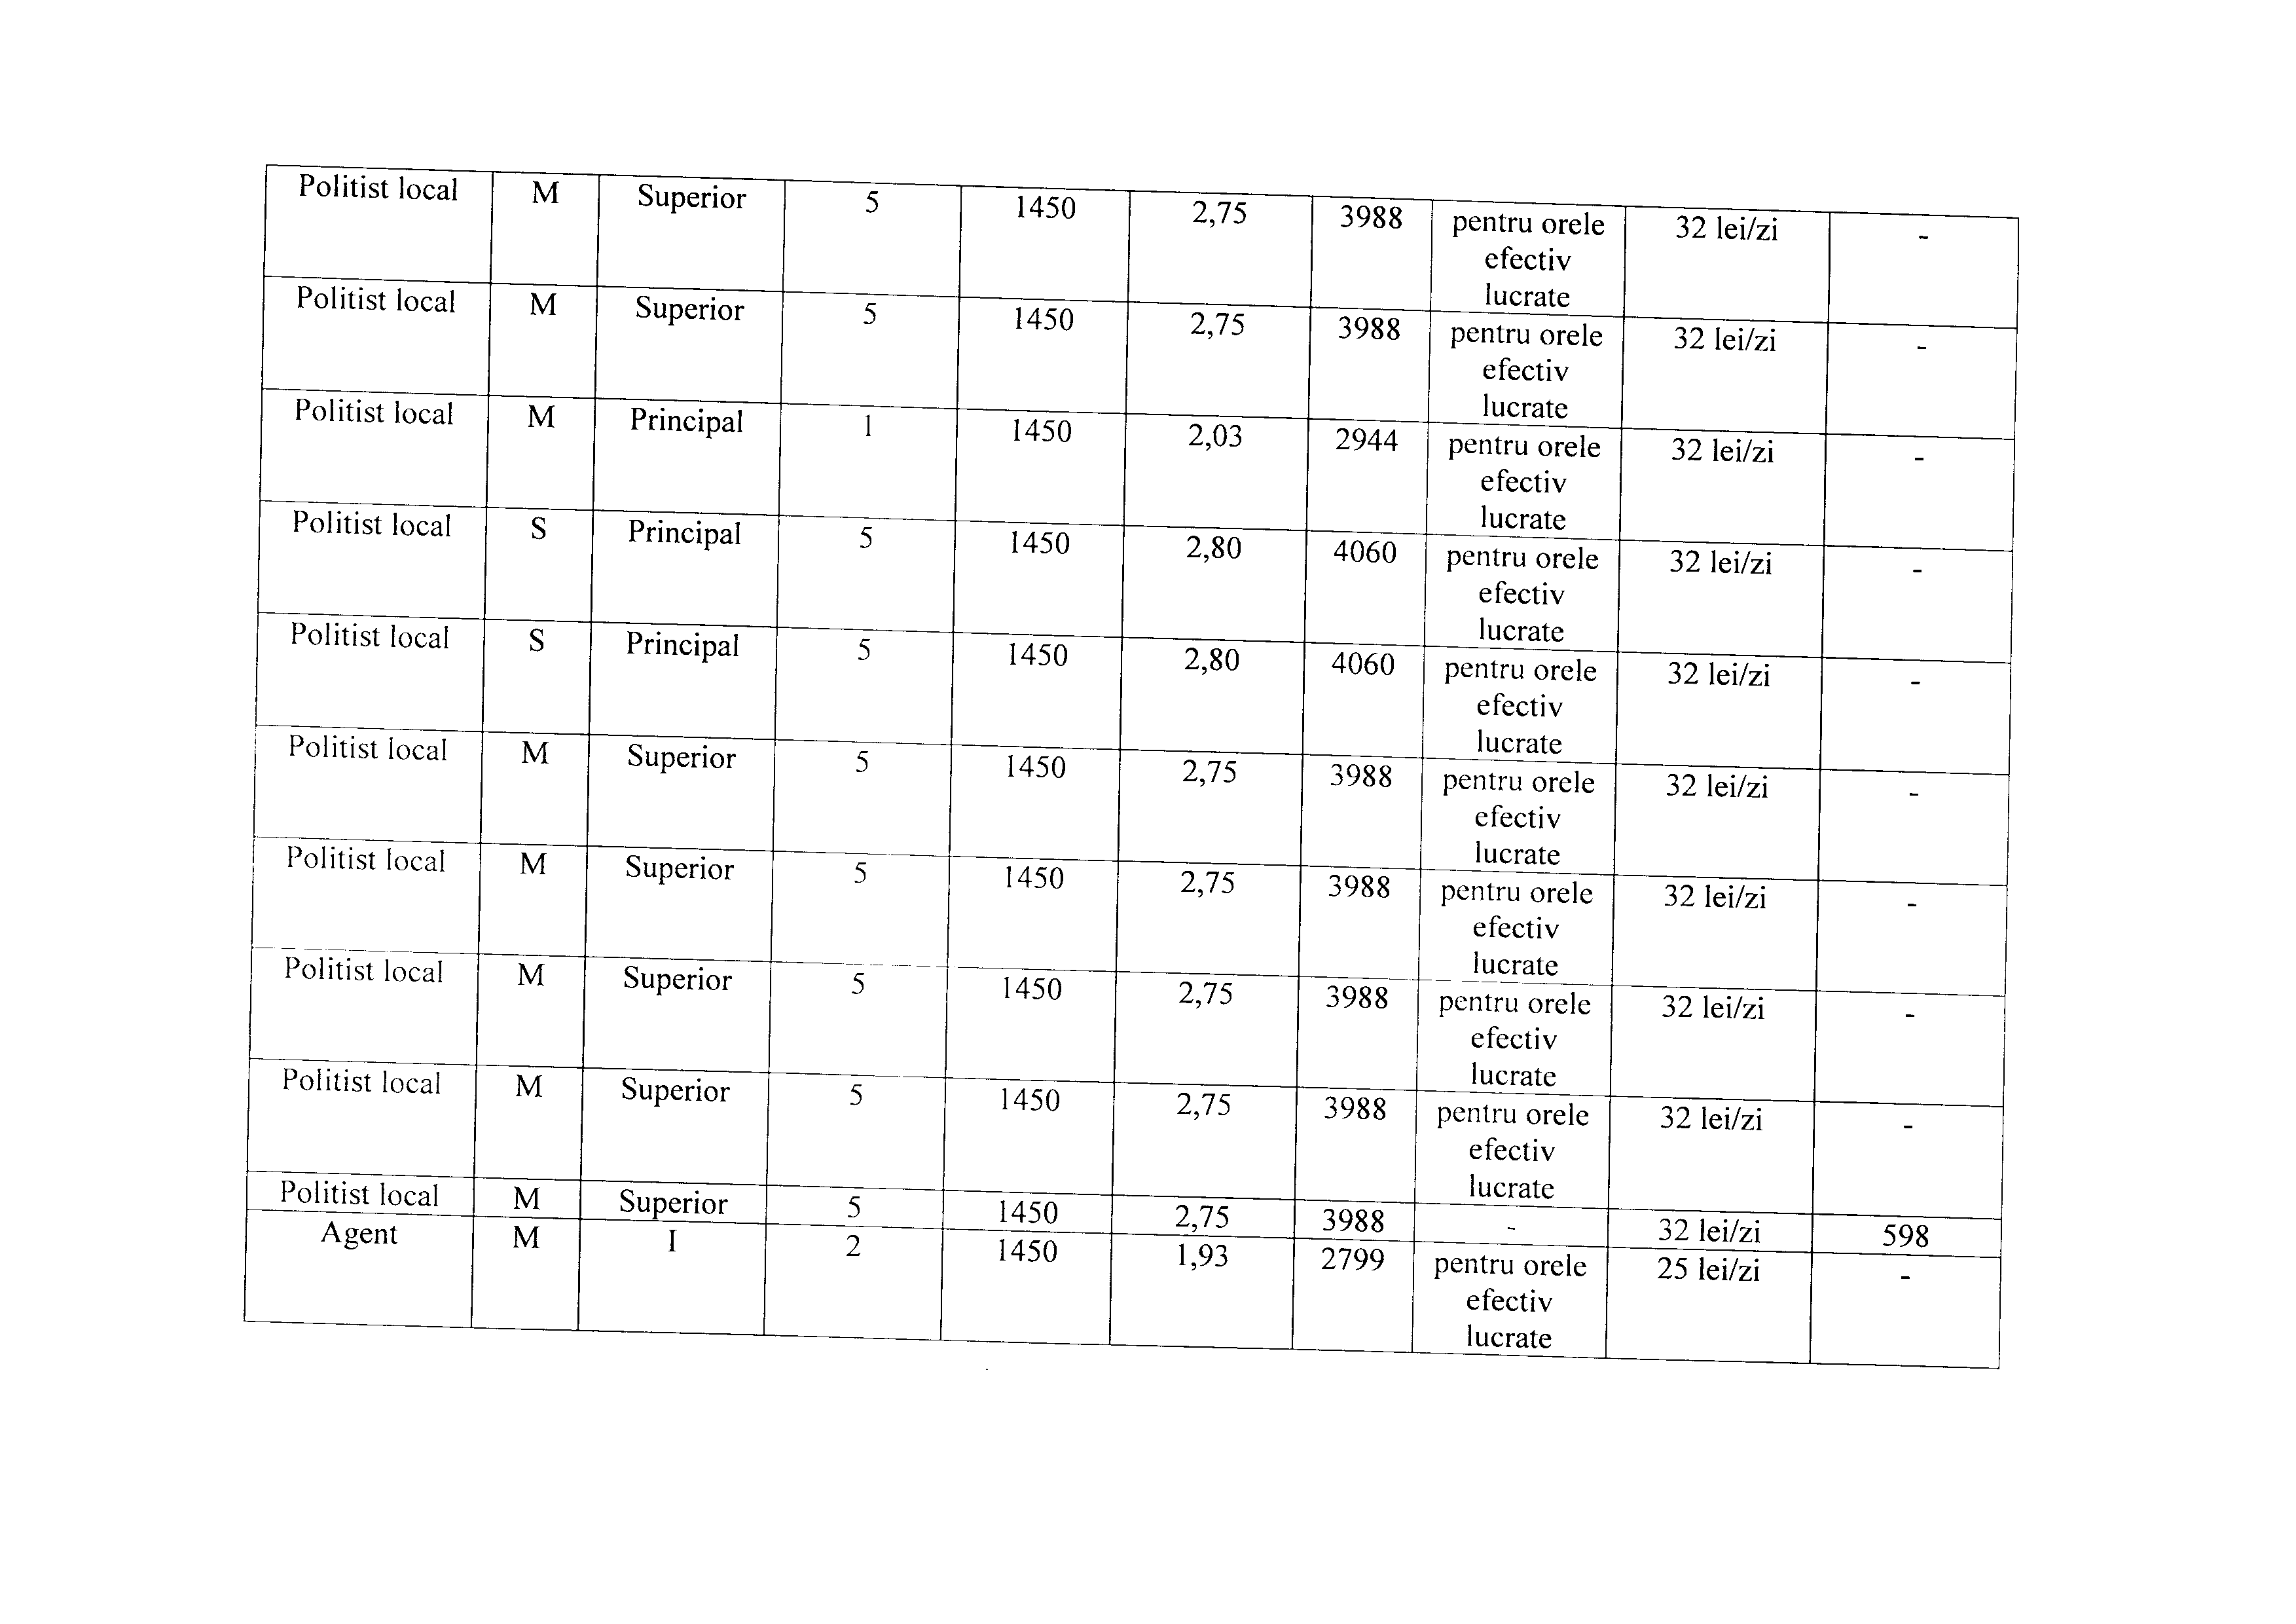 Politist local M Superior 5 1450 2,75 3988 pentru orele 32 lei/zi -
efectiv
lucrate
Politist local M Superior 5 1450 2,75 3988 pentru orele 32 lei/zi -
efectiv
lucrate
Politist local M Principal 1 1450 2,03 2944 pentru orele 32 lei/zi -
efectiv
lucrate
Politist local S Principal 5 1450 2,80 4060 pentru orele 32 lei/zi -
efectiv
lucrate
Politist local S Principal 5 1450 2,80 4060 pentru orele 32 lei/zi -
efectiv
lucrate
Politist local M Superior 5 1450 2,75 3988 pentru orele 32 lei/zi -
efectiv
lucrate
Politist local M Superior 5 1450 2,75 3988 pentru orele 32 lei/zi -
efectiv
lucrate
Politist local M Superior 5 1450 2,75 3988 pentru orele 32 lei/zi -
efectiv
lucrate
Politist local M Superior 5 1450 2,75 3988 pentru orele 32 lei/zi -
efectiv
lucrate
Politist local M Superior 5 1450 2,75 3988 - 32 lei/zi 598
Agent M I 2 1450 1,93 2799 pentru orele 25 lei/zi -
efectiv
lucrate